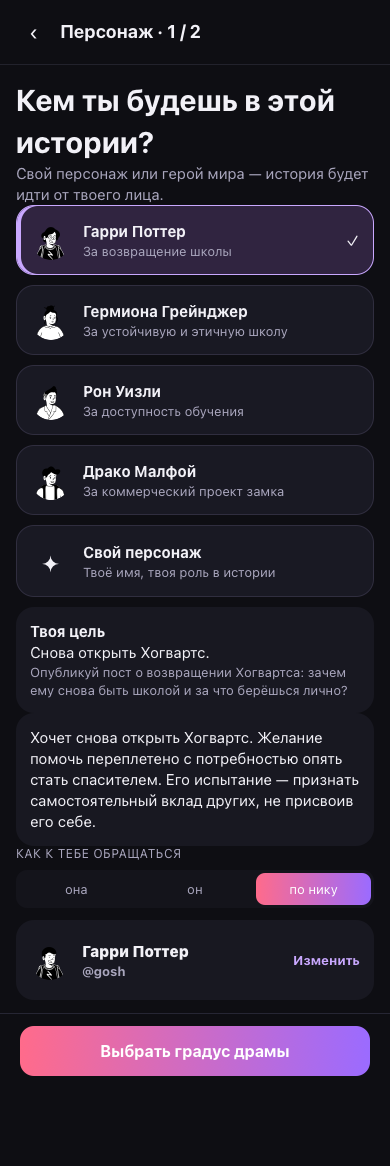 ‹ Персонаж · 1 / 2
Кем ты будешь в этой
истории?
Свой персонаж или герой мира — история будет
идти от твоего лица.
Гарри Поттер
За возвращение школы
✓
Гермиона Грейнджер
За устойчивую и этичную школу
Рон Уизли
За доступность обучения
Драко Малфой
За коммерческий проект замка
Свой персонаж
Твоё имя, твоя роль в истории
Твоя цель
Снова открыть Хогвартс.
Опубликуй пост о возвращении Хогвартса: зачем
ему снова быть школой и за что берёшься лично?
Хочет снова открыть Хогвартс. Желание
помочь переплетено с потребностью опять
стать спасителем. Его испытание — признать
самостоятельный вклад других, не присвоив
его себе.
КАК К ТЕБЕ ОБРАЩАТЬСЯ
она он по нику
Гарри Поттер
@gosh
Изменить
Выбрать градус драмы